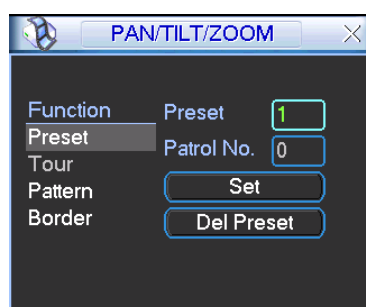 PAN/TILT/ZOOM
Function
Preset
Tour
Pattern
Border
Preset 1
Patrol No. 0
Set
Del Preset